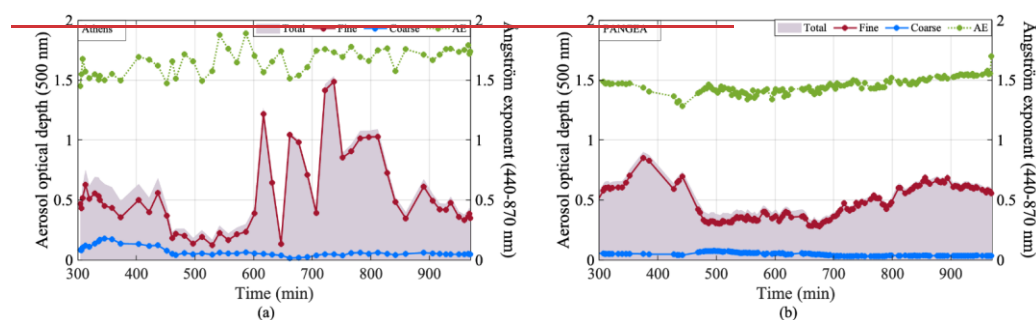 Athens
Total Fine Coarse AE
Aerosol optical depth (500 nm)
2
1.5
1
0.5
0
2
1.5
1
0.5
0
Ångström exponent (440-870 nm)
300 400 500 600 700 800 900
Time (min)
(a)
PANGEA
Total Fine Coarse AE
Aerosol optical depth (500 nm)
2
1.5
1
0.5
0
2
1.5
1
0.5
0
Ångström exponent (440-870 nm)
300 400 500 600 700 800 900
Time (min)
(b)